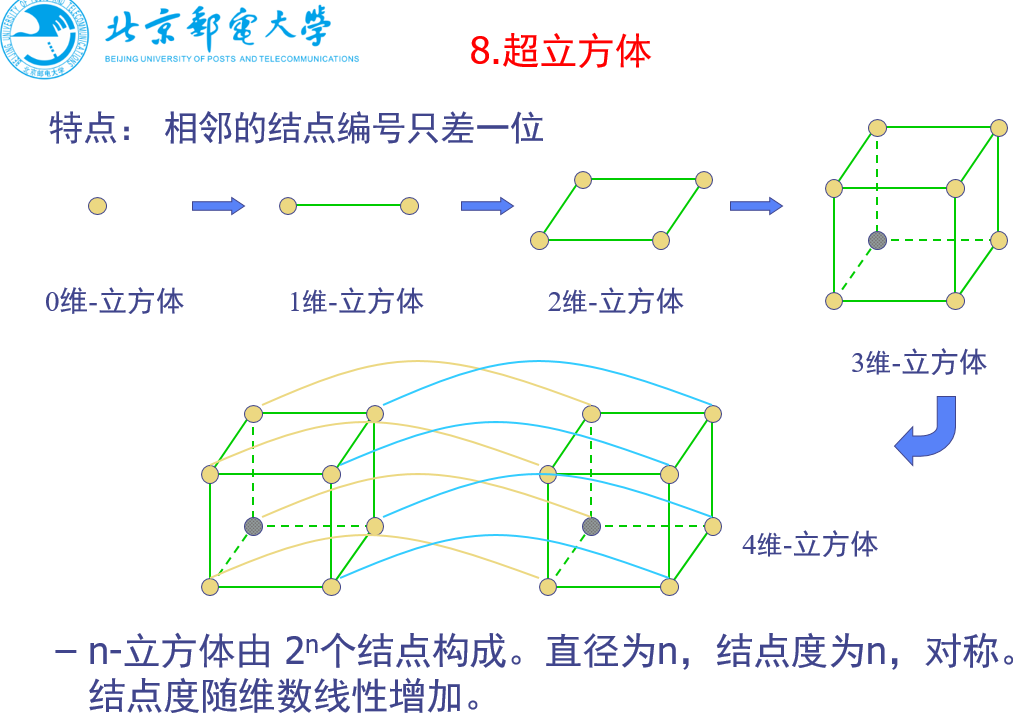 北京郵電大學
BEIJING UNIVERSITY OF POSTS AND TELECOMMUNICATIONS
8.超立方体
特点： 相邻的结点编号只差一位
0维-立方体
1维-立方体
2维-立方体
3维-立方体
4维-立方体
– n-立方体由 2ⁿ个结点构成。直径为n，结点度为n，对称。
结点度随维数线性增加。